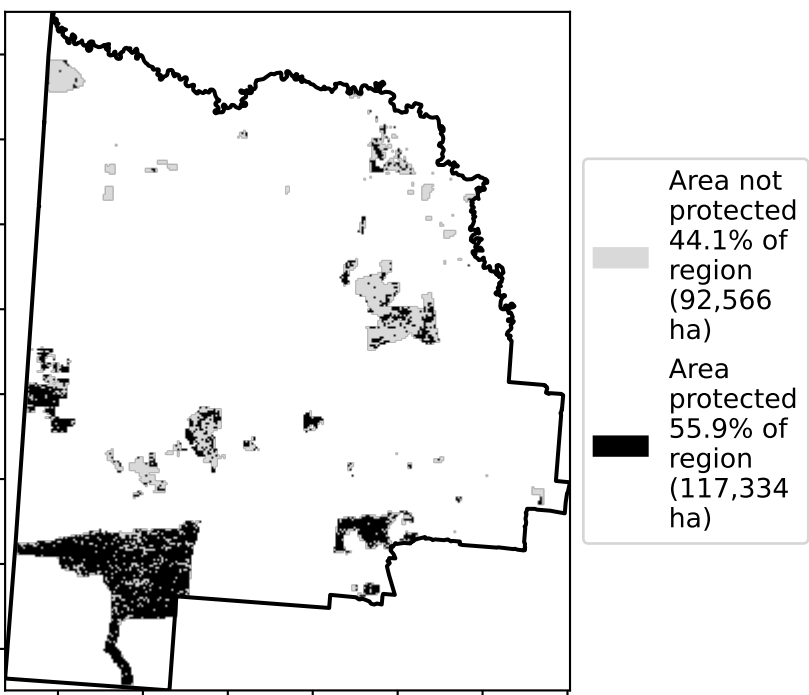 Area not
protected
44.1% of
region
(92,566
ha)
Area
protected
55.9% of
region
(117,334
ha)